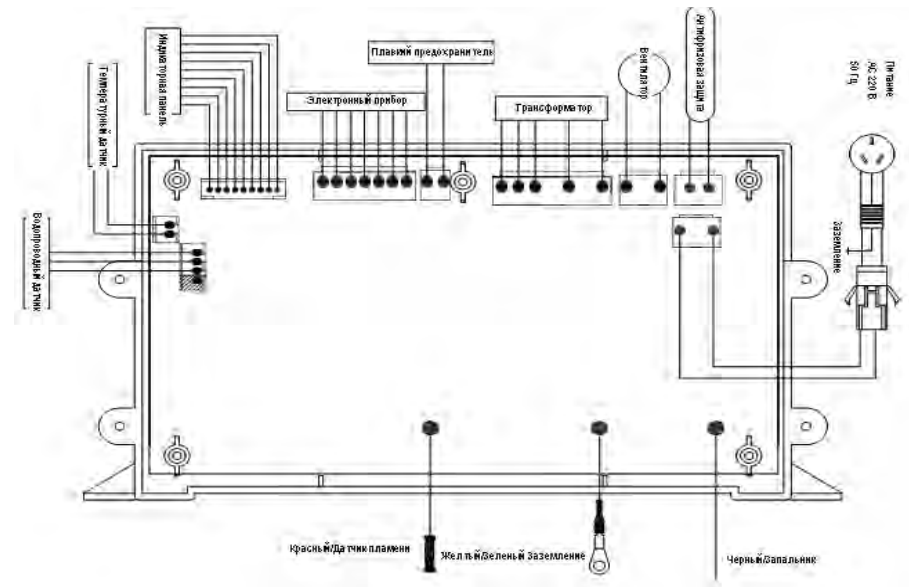 Индикаторная панель
Температурный датчик
Водопроводный датчик
Электронный прибор
Плавкий предохранитель
Трансформатор
Вентилятор
Антифризовая защита
Питание
AC 220 В
50 Гц
Заземление
Красный/Датчик пламени
Желтый/Зеленый Заземление
Черный/Запальник